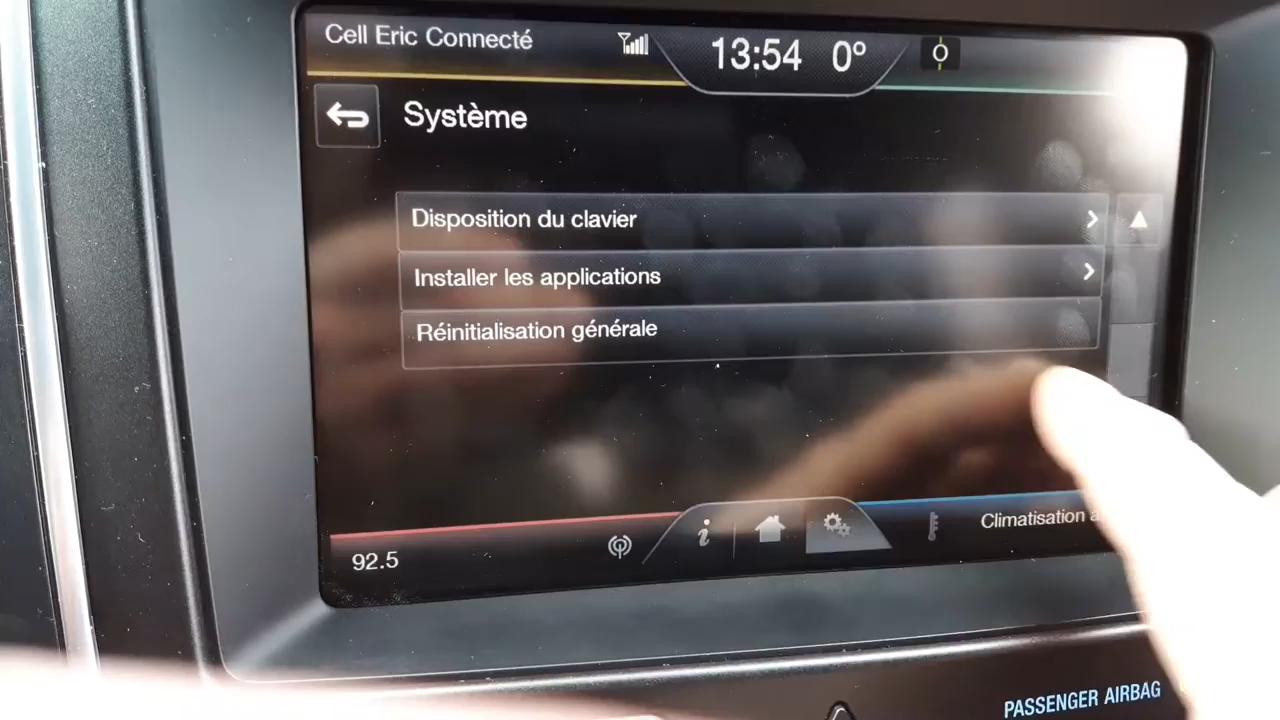 Cell Eric Connecté
13:54 0°
Système
Disposition du clavier
Installer les applications
Réinitialisation générale
92.5
Climatisation
PASSENGER AIRBAG